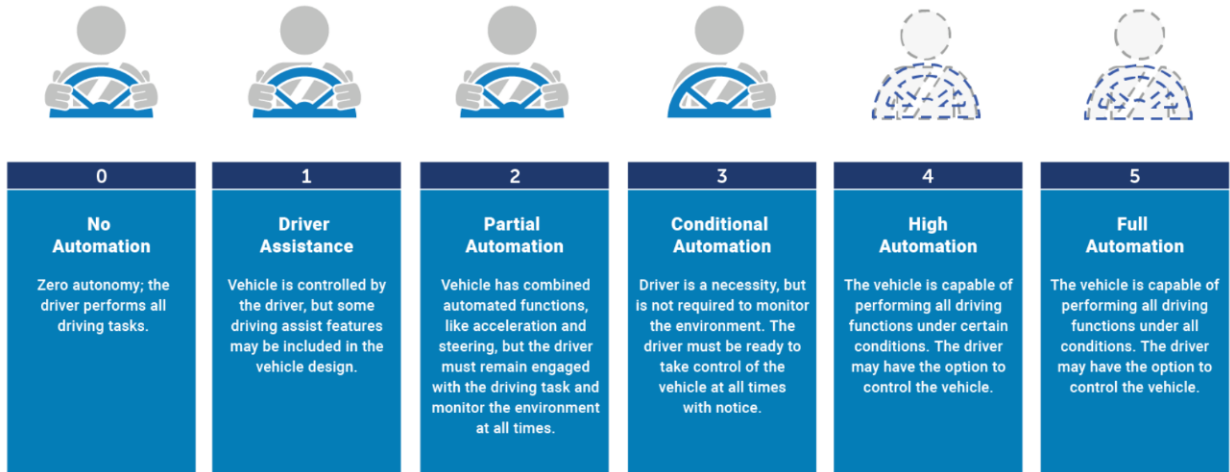 0
No
Automation
Zero autonomy; the
driver performs all
driving tasks.
1
Driver
Assistance
Vehicle is controlled by
the driver, but some
driving assist features
may be included in the
vehicle design.
2
Partial
Automation
Vehicle has combined
automated functions,
like acceleration and
steering, but the driver
must remain engaged
with the driving task and
monitor the environment
at all times.
3
Conditional
Automation
Driver is a necessity, but
is not required to monitor
the environment. The
driver must be ready to
take control of the
vehicle at all times
with notice.
4
High
Automation
The vehicle is capable of
performing all driving
functions under certain
conditions. The driver
may have the option to
control the vehicle.
5
Full
Automation
The vehicle is capable of
performing all driving
functions under all
conditions. The driver
may have the option to
control the vehicle.